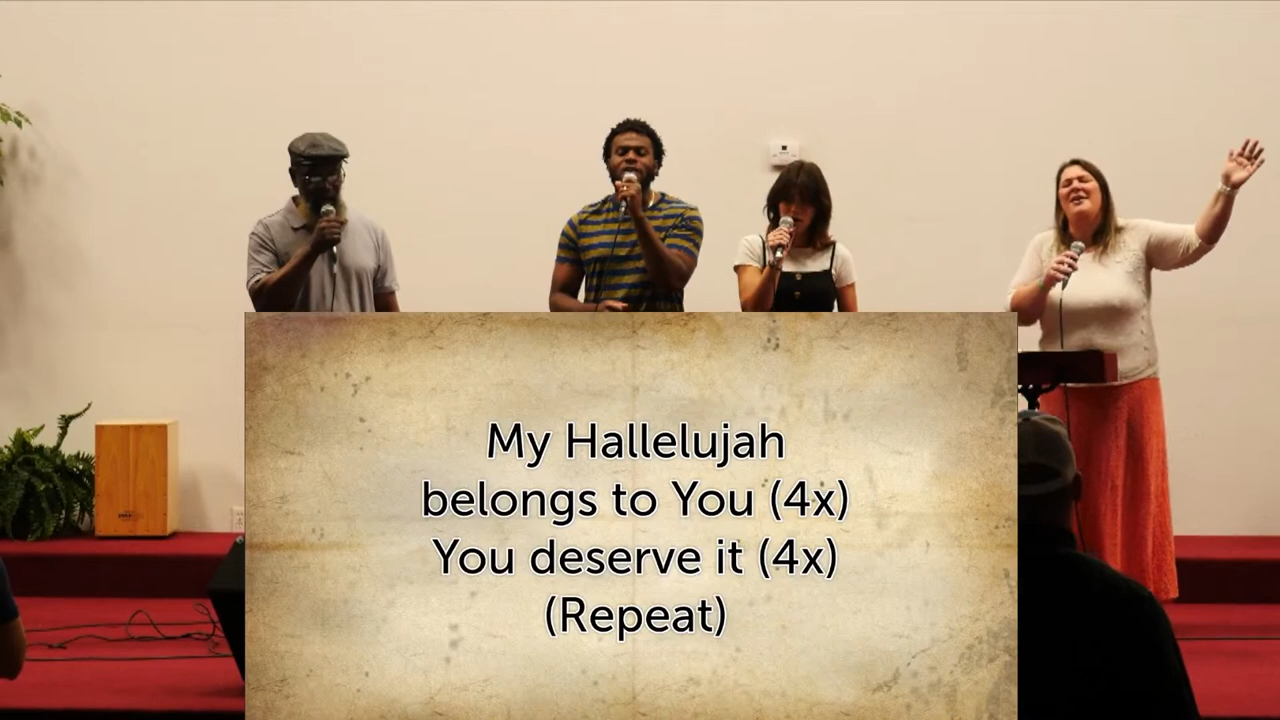 My Hallelujah
belongs to You (4x)
You deserve it (4x)
(Repeat)